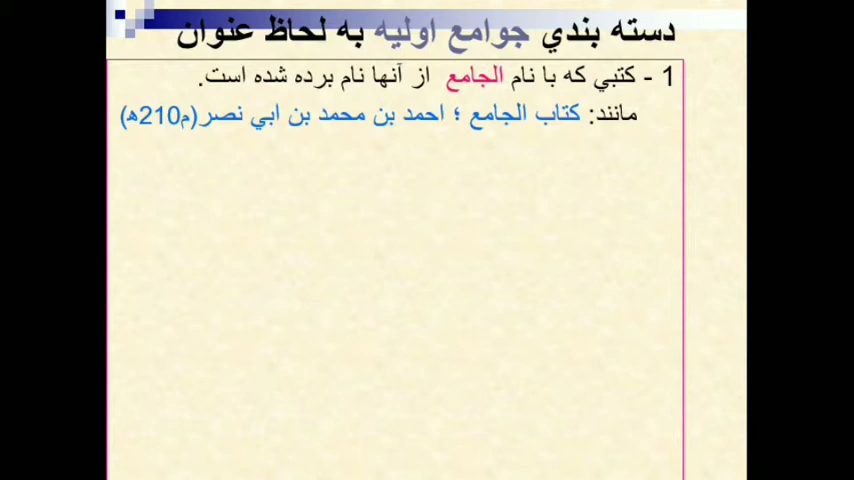 دسته بندي جوامع اوليه به لحاظ عنوان
1 - كتبي كه با نام الجامع از آنها نام برده شده است.
مانند: كتاب الجامع ؛ احمد بن محمد بن ابي نصر(م210ه)